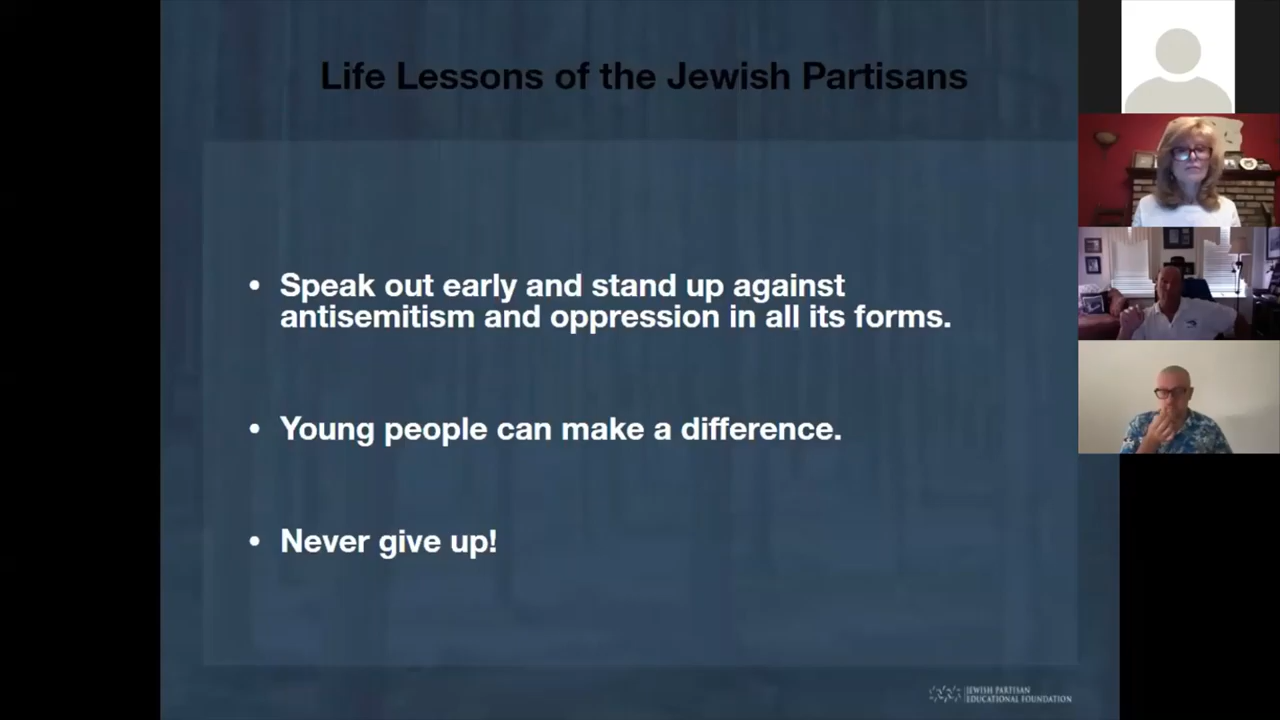 Life Lessons of the Jewish Partisans
• Speak out early and stand up against
antisemitism and oppression in all its forms.
• Young people can make a difference.
• Never give up!
JEWISH PARTISAN
EDUCATIONAL FOUNDATION